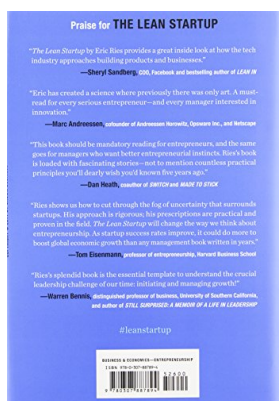 Praise for THE LEAN STARTUP
"The Lean Startup by Eric Ries provides a great inside look at how the tech
industry approaches building products and businesses."
—Sheryl Sandberg, COO, Facebook and bestselling author of LEAN IN
"Eric has created a science where previously there was only art. A must-
read for every serious entrepreneur—and every manager interested in
innovation."
—Marc Andreessen, cofounder of Andreessen Horowitz, Opsware Inc., and Netscape
"This book should be mandatory reading for entrepreneurs, and the same
goes for managers who want better entrepreneurial instincts. Ries's book
is loaded with fascinating stories—not to mention countless practical
principles you'll dearly wish you'd known five years ago."
—Dan Heath, coauthor of SWITCH and MADE TO STICK
"Ries shows us how to cut through the fog of uncertainty that surrounds
startups. His approach is rigorous; his prescriptions are practical and
proven in the field. The Lean Startup will change the way we think about
entrepreneurship. As startup success rates improve, it could do more to
boost global economic growth than any management book written in years."
—Tom Eisenmann, professor of entrepreneurship, Harvard Business School
"Ries's splendid book is the essential template to understand the crucial
leadership challenge of our time: initiating and managing growth!"
—Warren Bennis, distinguished professor of business, University of Southern California,
and author of STILL SURPRISED: A MEMOIR OF A LIFE IN LEADERSHIP
#leanstartup
BUSINESS & ECONOMICS—ENTREPRENEURSHIP
ISBN 978-0-307-88789-4
52600
9 780307 887894